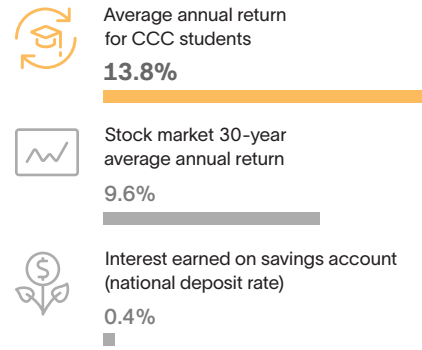 Average annual return
for CCC students
13.8%
Stock market 30-year
average annual return
9.6%
Interest earned on savings account
(national deposit rate)
0.4%
$